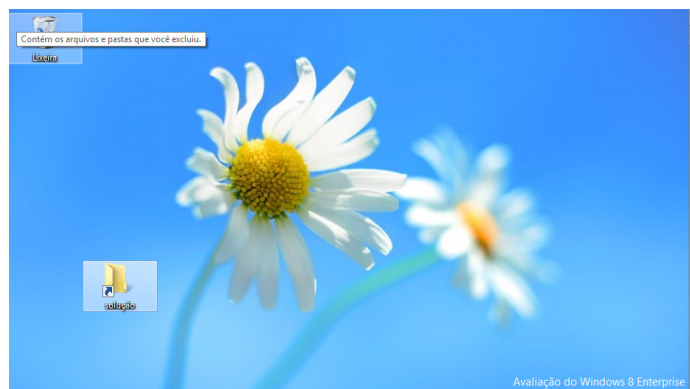 Contém os arquivos e pastas que você excluiu.
Lixeira
solução
Avaliação do Windows 8 Enterprise